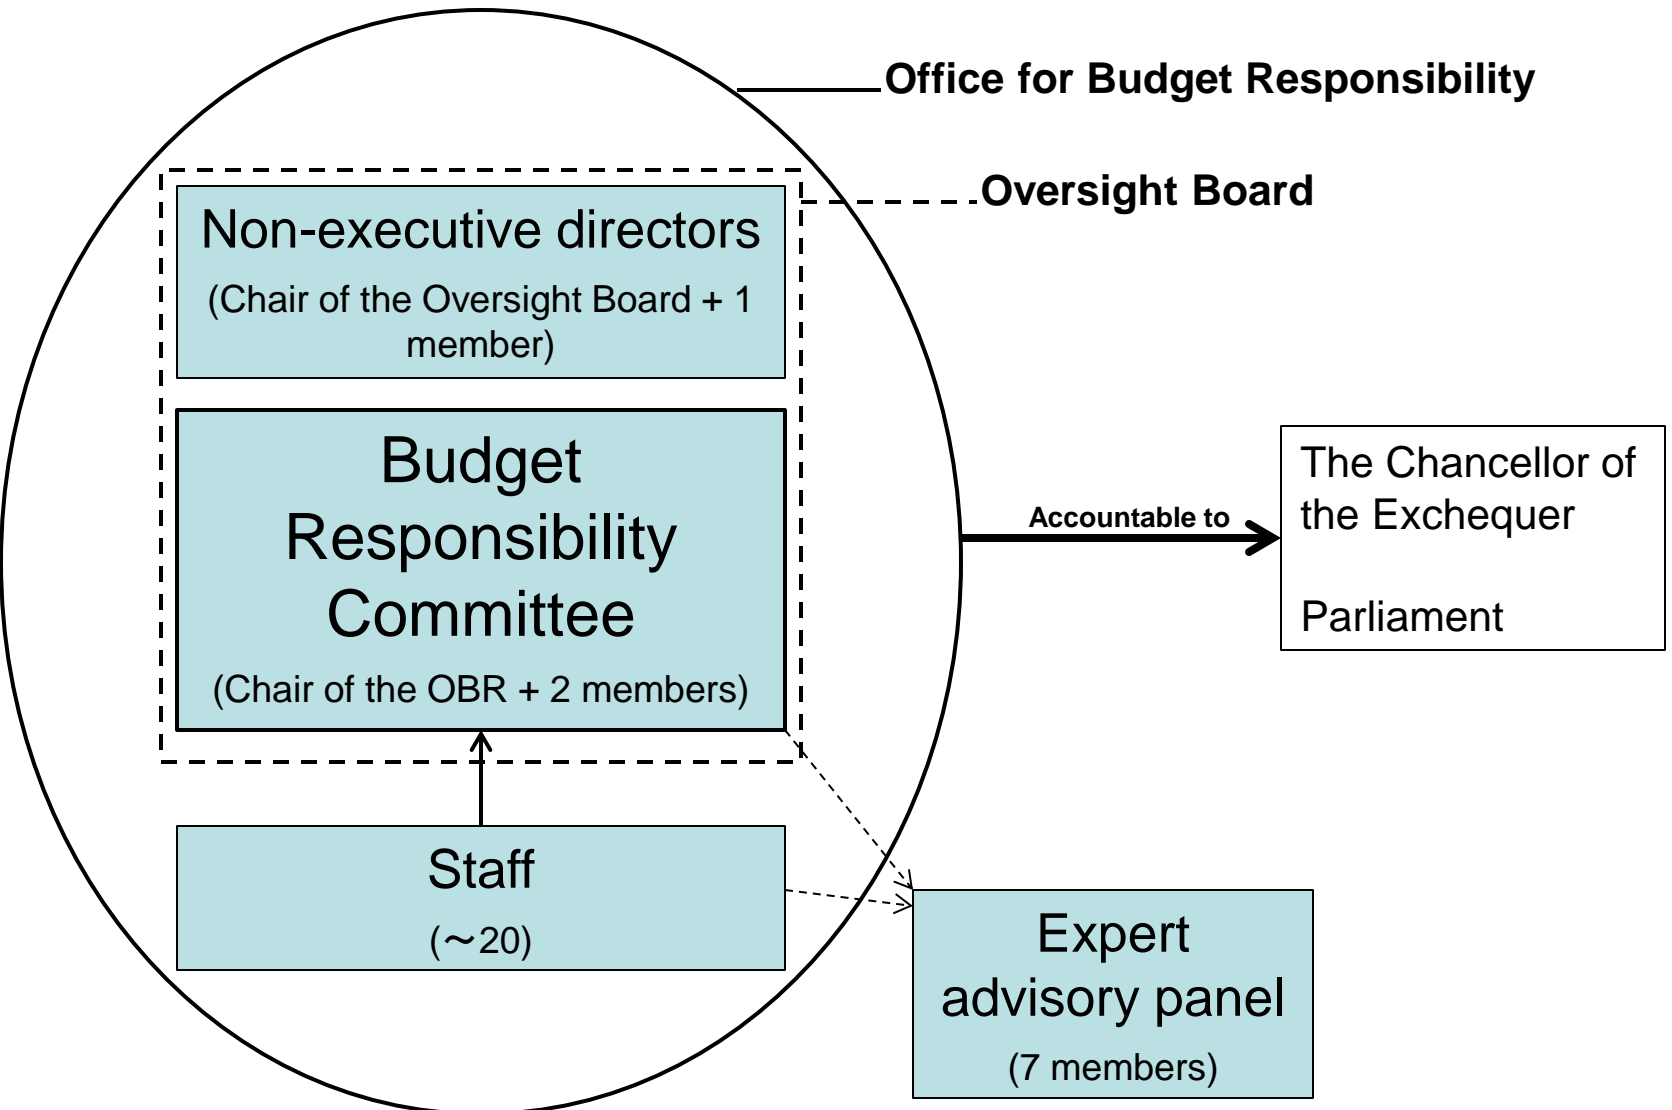 Office for Budget Responsibility
Oversight Board
Non-executive directors
(Chair of the Oversight Board + 1
member)
Budget
Responsibility
Committee
(Chair of the OBR + 2 members)
Accountable to
The Chancellor of
the Exchequer
Parliament
Staff
(～20)
Expert
advisory panel
(7 members)